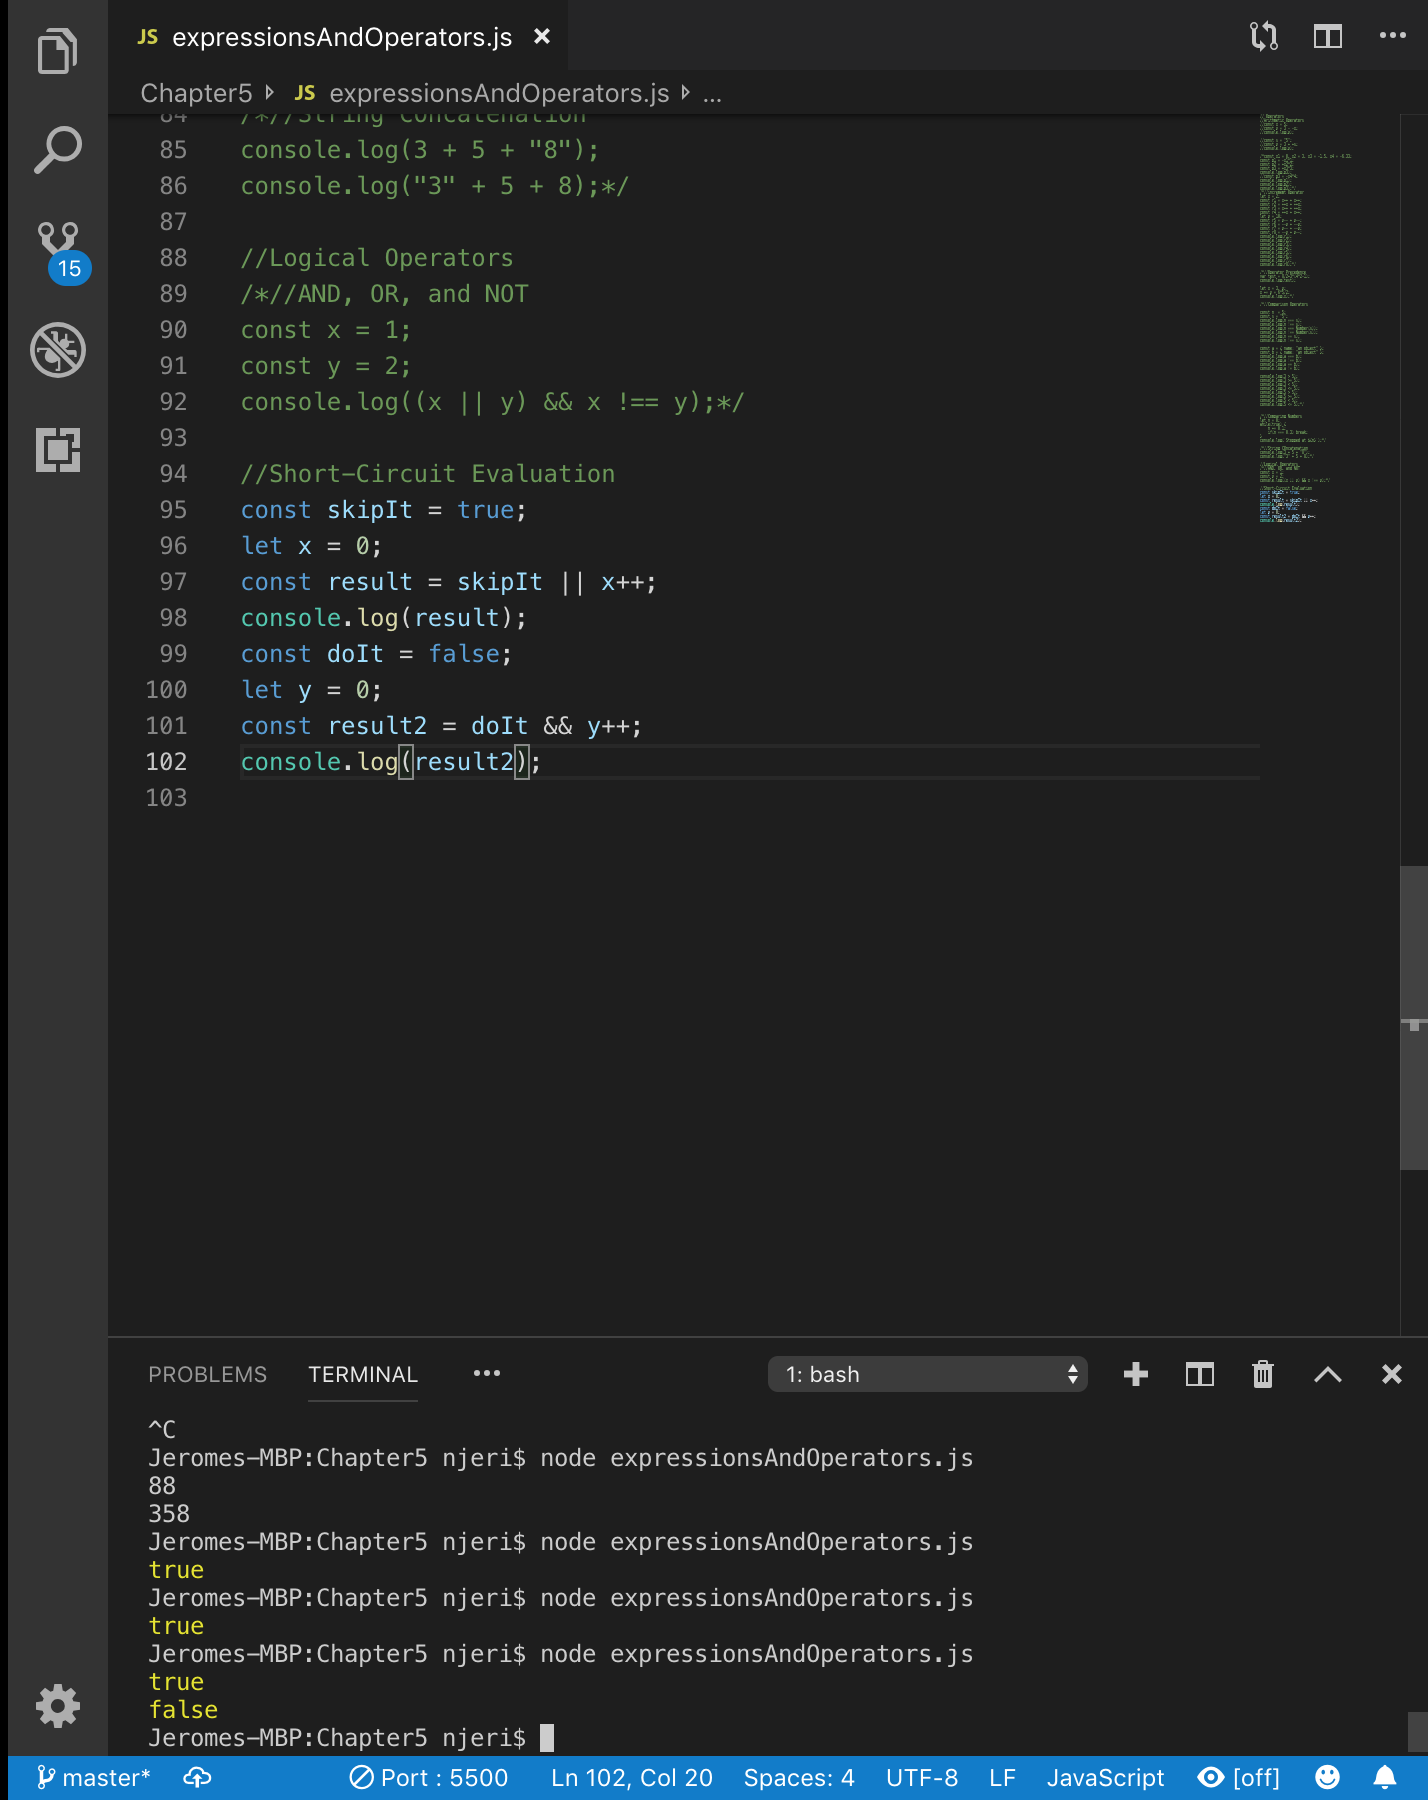 JS expressionsAndOperators.js
Chapter5 JS expressionsAndOperators.js ...
84 /*//String Concatenation
85 console.log(3 + 5 + "8");
86 console.log("3" + 5 + 8);*/
87
88 //Logical Operators
89 /*//AND, OR, and NOT
90 const x = 1;
91 const y = 2;
92 console.log((x || y) && x !== y);*/
93
94 //Short-Circuit Evaluation
95 const skipIt = true;
96 let x = 0;
97 const result = skipIt || x++;
98 console.log(result);
99 const doIt = false;
100 let y = 0;
101 const result2 = doIt && y++;
102 console.log(result2);
103
15
PROBLEMS TERMINAL ••• 1: bash
^C
Jeromes-MBP:Chapter5 njeri$ node expressionsAndOperators.js
88
358
Jeromes-MBP:Chapter5 njeri$ node expressionsAndOperators.js
true
Jeromes-MBP:Chapter5 njeri$ node expressionsAndOperators.js
true
Jeromes-MBP:Chapter5 njeri$ node expressionsAndOperators.js
true
false
Jeromes-MBP:Chapter5 njeri$
master* Port : 5500 Ln 102, Col 20 Spaces: 4 UTF-8 LF JavaScript [off]